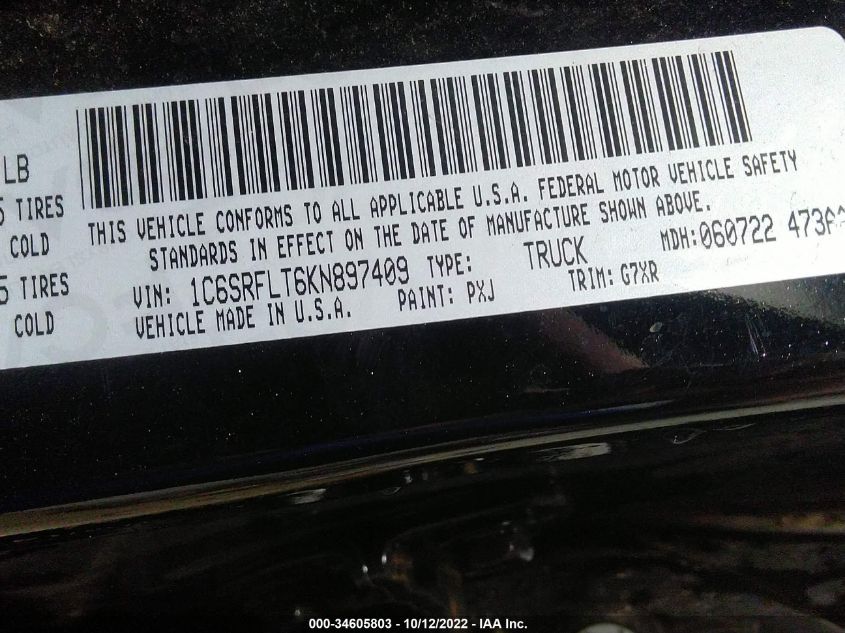 LB
TIRES
COLD
TIRES
COLD
THIS VEHICLE CONFORMS TO ALL APPLICABLE U.S.A. FEDERAL MOTOR VEHICLE SAFETY
STANDARDS IN EFFECT ON THE DATE OF MANUFACTURE SHOWN ABOVE.
MDH:060722 473A
VIN: 1C6SRFLT6KN897409 TYPE: TRUCK
VEHICLE MADE IN U.S.A. PAINT: PXJ TRIM: G7XR
000-34605803 - 10/12/2022 - IAA Inc.